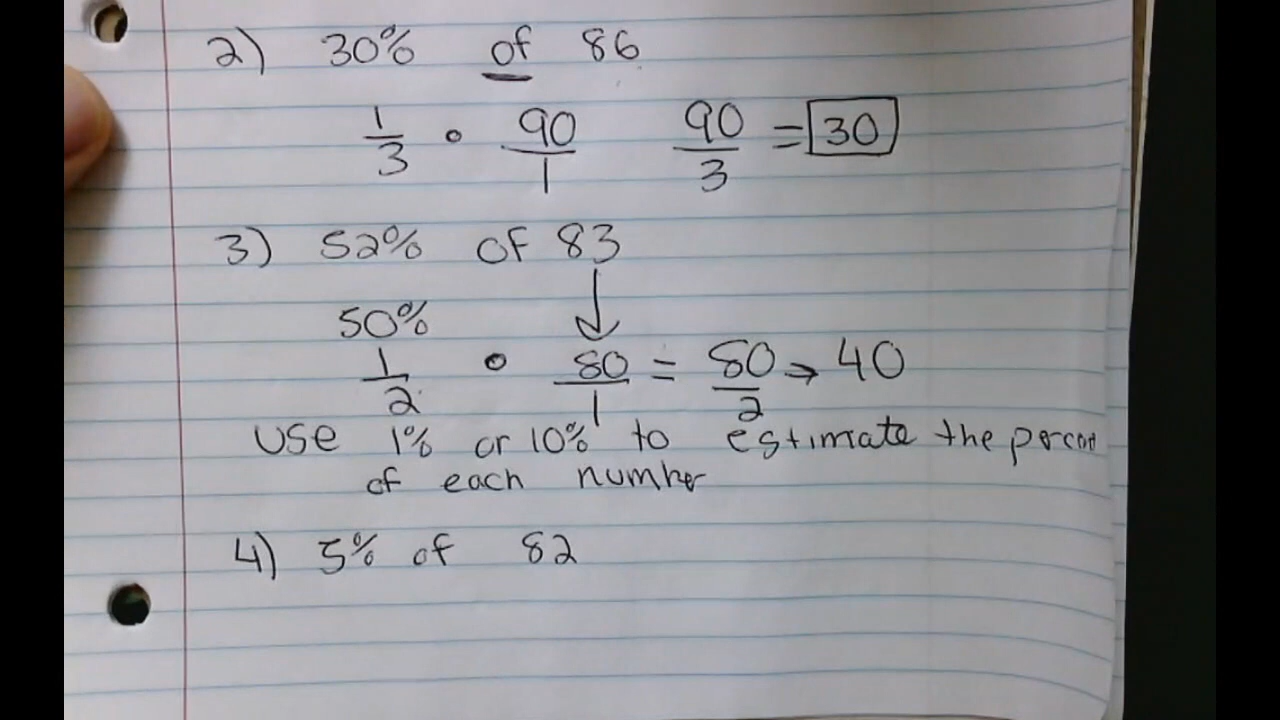 2) 30% of 86
1/3 • 90/1 90/3 = 30
3) 52% of 83
50%
1/2 • 80/1 = 80/2 → 40
Use 1% or 10% to estimate the percent
of each number
4) 5% of 82